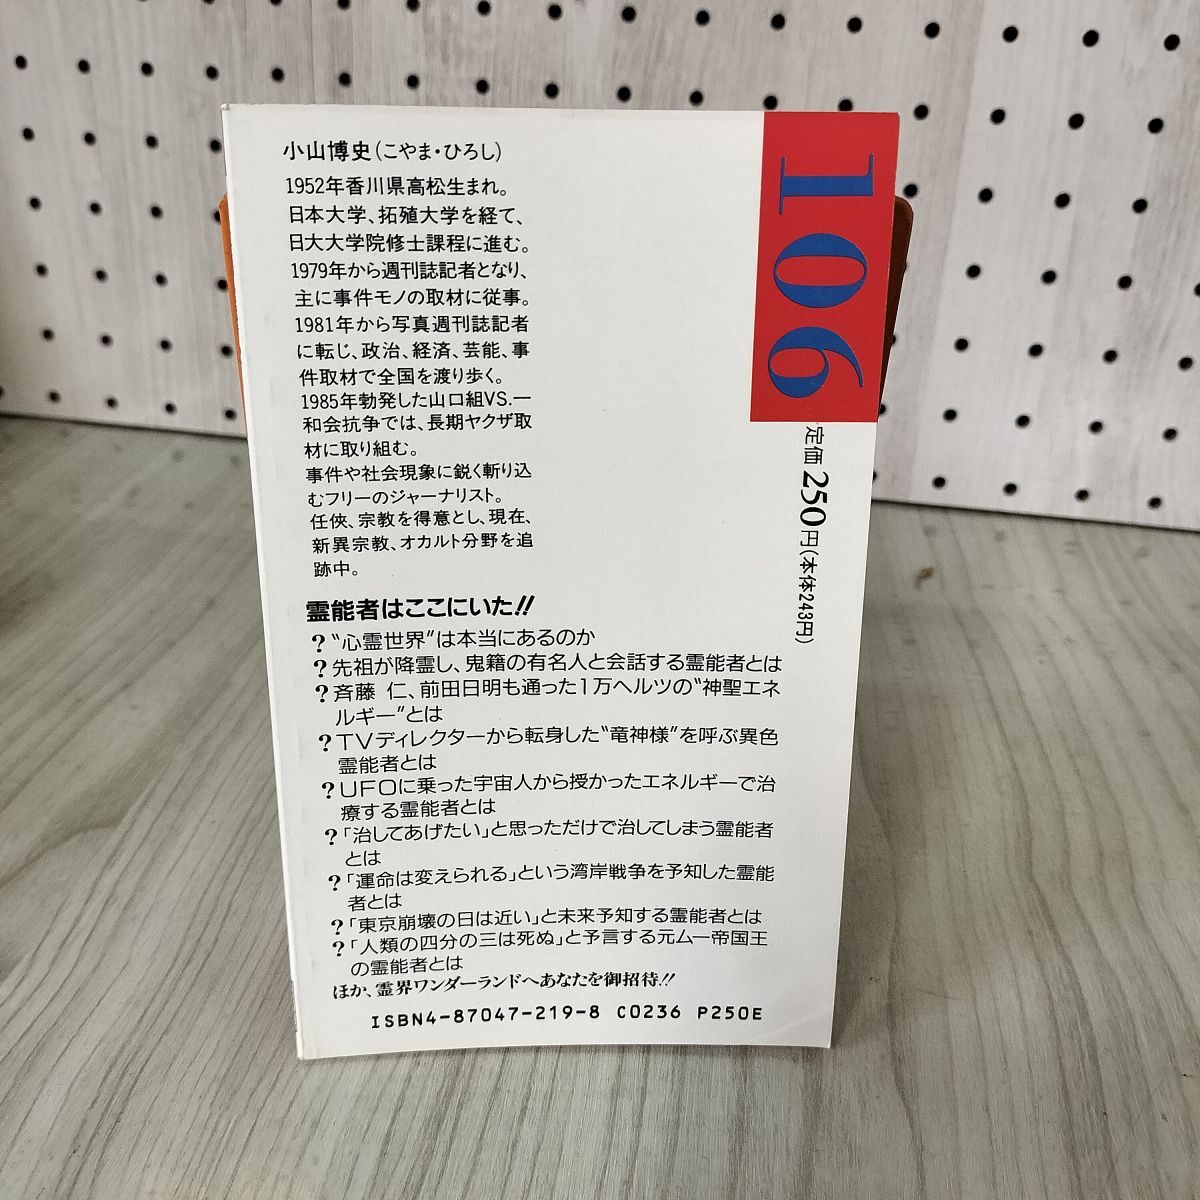 小山博史(こやま・ひろし)
1952年香川県高松生まれ。
日本大学、拓殖大学を経て、
日大大学院修士課程に進む。
1979年から週刊誌記者となり、
主に事件モノの取材に従事。
1981年から写真週刊誌記者
に転じ、政治、経済、芸能、事
件取材で全国を渡り歩く。
1985年勃発した山口組VS.一
和会抗争では、長期ヤクザ取
材に取り組む。
事件や社会現象に鋭く斬り込
むフリーのジャーナリスト。
任俠、宗教を得意とし、現在、
新異宗教、オカルト分野を追
跡中。
霊能者はここにいた!!
?“心霊世界”は本当にあるのか
?先祖が降霊し、鬼籍の有名人と会話する霊能者とは
?斉藤 仁、前田日明も通った1万ヘルツの“神聖エネ
ルギー”とは
?TVディレクターから転身した“竜神様”を呼ぶ異色
霊能者とは
?UFOに乗った宇宙人から授かったエネルギーで治
療する霊能者とは
?「治してあげたい」と思っただけで治してしまう霊能者
とは
?「運命は変えられる」という湾岸戦争を予知した霊能
者とは
?「東京崩壊の日は近い」と未来予知する霊能者とは
?「人類の四分の三は死ぬ」と予言する元ムー帝国王
の霊能者とは
ほか、霊界ワンダーランドへあなたを御招待!!
ISBN4-87047-219-8 C0236 P250E
106
定価250円(本体243円)